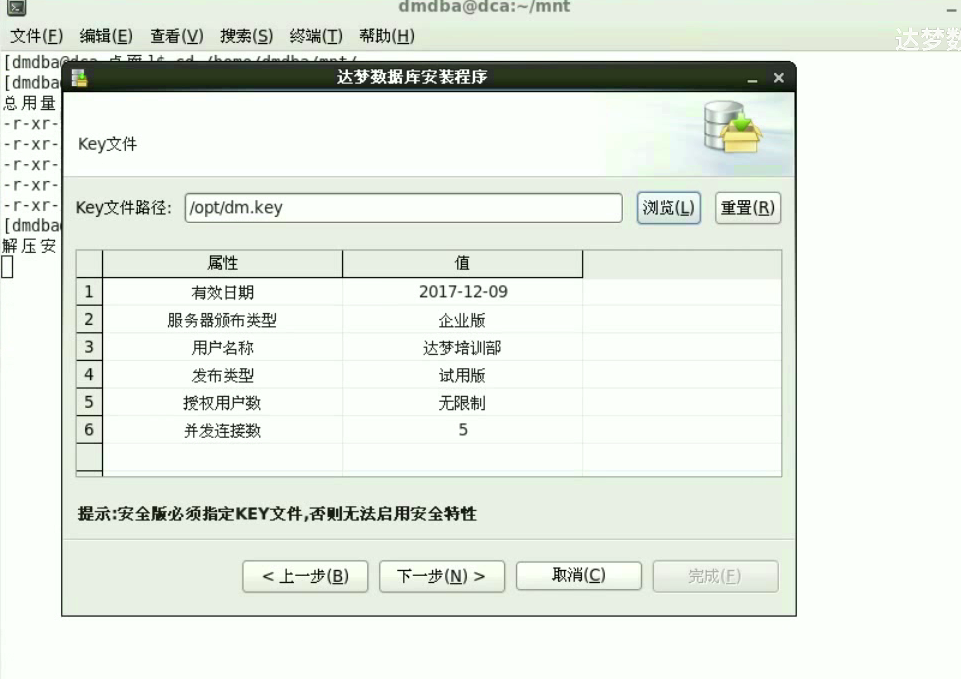 dmdba@dca:~/mnt
文件(F) 编辑(E) 查看(V) 搜索(S) 终端(T) 帮助(H)
达梦数
[dmdba@dca 桌面]$ cd /home/dmdba/mnt/
[dmdba
总用量
-r-xr-
-r-xr-
-r-xr-
-r-xr-
-r-xr-
[dmdba
解压安
达梦数据库安装程序
Key文件
Key文件路径: /opt/dm.key 浏览(L) 重置(R)
属性 值
1 有效日期 2017-12-09
2 服务器颁布类型 企业版
3 用户名称 达梦培训部
4 发布类型 试用版
5 授权用户数 无限制
6 并发连接数 5
提示:安全版必须指定KEY文件,否则无法启用安全特性
< 上一步(B) 下一步(N) > 取消(C) 完成(F)